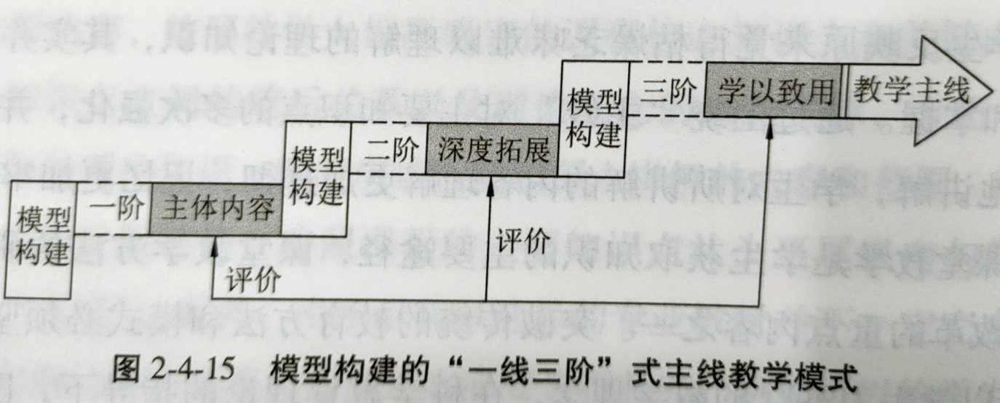 模型
构建
一阶
主体内容
评价
模型
构建
二阶
深度拓展
评价
模型
构建
三阶
学以致用
教学主线
图 2-4-15 模型构建的“一线三阶”式主线教学模式